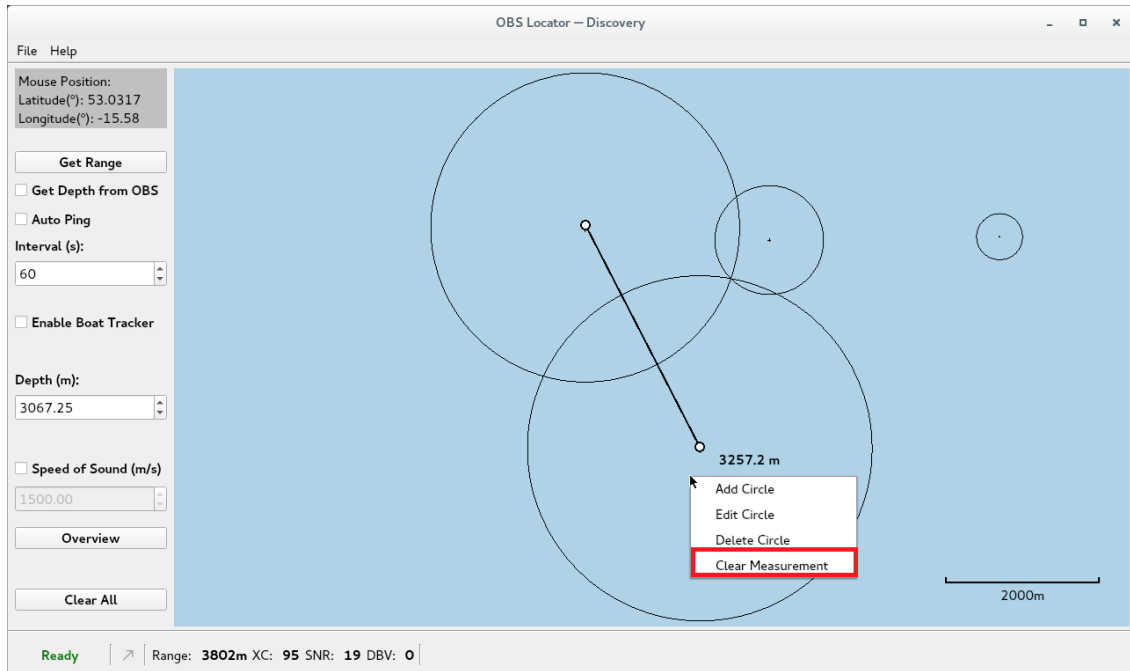 OBS Locator — Discovery
File Help
Mouse Position:
Latitude(º): 53.0317
Longitude(º): -15.58
Get Range
Get Depth from OBS
Auto Ping
Interval (s):
60
Enable Boat Tracker
Depth (m):
3067.25
Speed of Sound (m/s)
1500.00
Overview
Clear All
3257.2 m
Add Circle
Edit Circle
Delete Circle
Clear Measurement
2000m
Ready Range: 3802m XC: 95 SNR: 19 DBV: 0